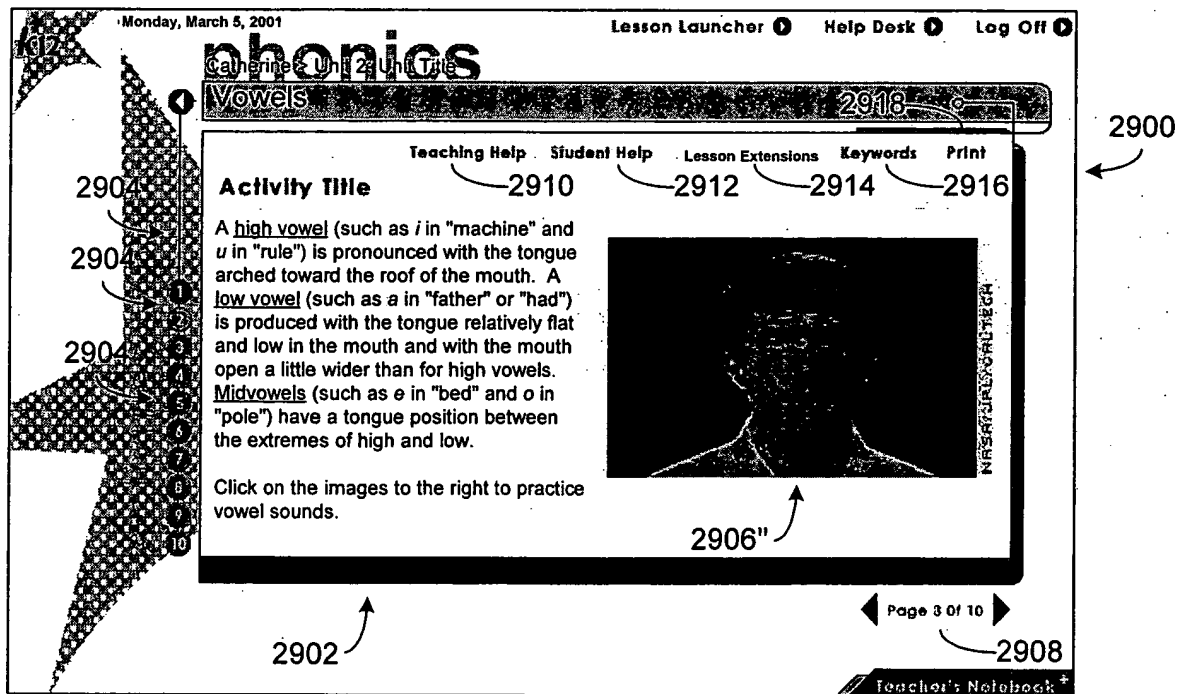 K12
Monday, March 5, 2001
Lesson Launcher
Help Desk
Log Off
phonics
Catherine > Unit 2: Unit Title
Vowels
2918
2900
Teaching Help
Student Help
Lesson Extensions
Keywords
Print
2910
2912
2914
2916
Activity Title
2904
2904
2904
A high vowel (such as i in "machine" and
u in "rule") is pronounced with the tongue
arched toward the roof of the mouth. A
low vowel (such as a in "father" or "had")
is produced with the tongue relatively flat
and low in the mouth and with the mouth
open a little wider than for high vowels.
Midvowels (such as e in "bed" and o in
"pole") have a tongue position between
the extremes of high and low.
Click on the images to the right to practice
vowel sounds.
1
2
3
4
5
6
7
8
9
10
NASA/JPL/CALTECH
2906"
Page 3 Of 10
2902
2908
Teacher's Notebook +